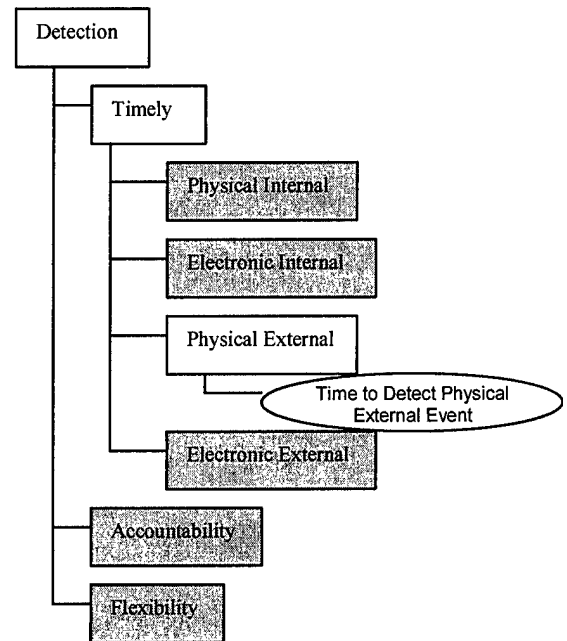 Detection
Timely
Physical Internal
Electronic Internal
Physical External
Time to Detect Physical
External Event
Electronic External
Accountability
Flexibility